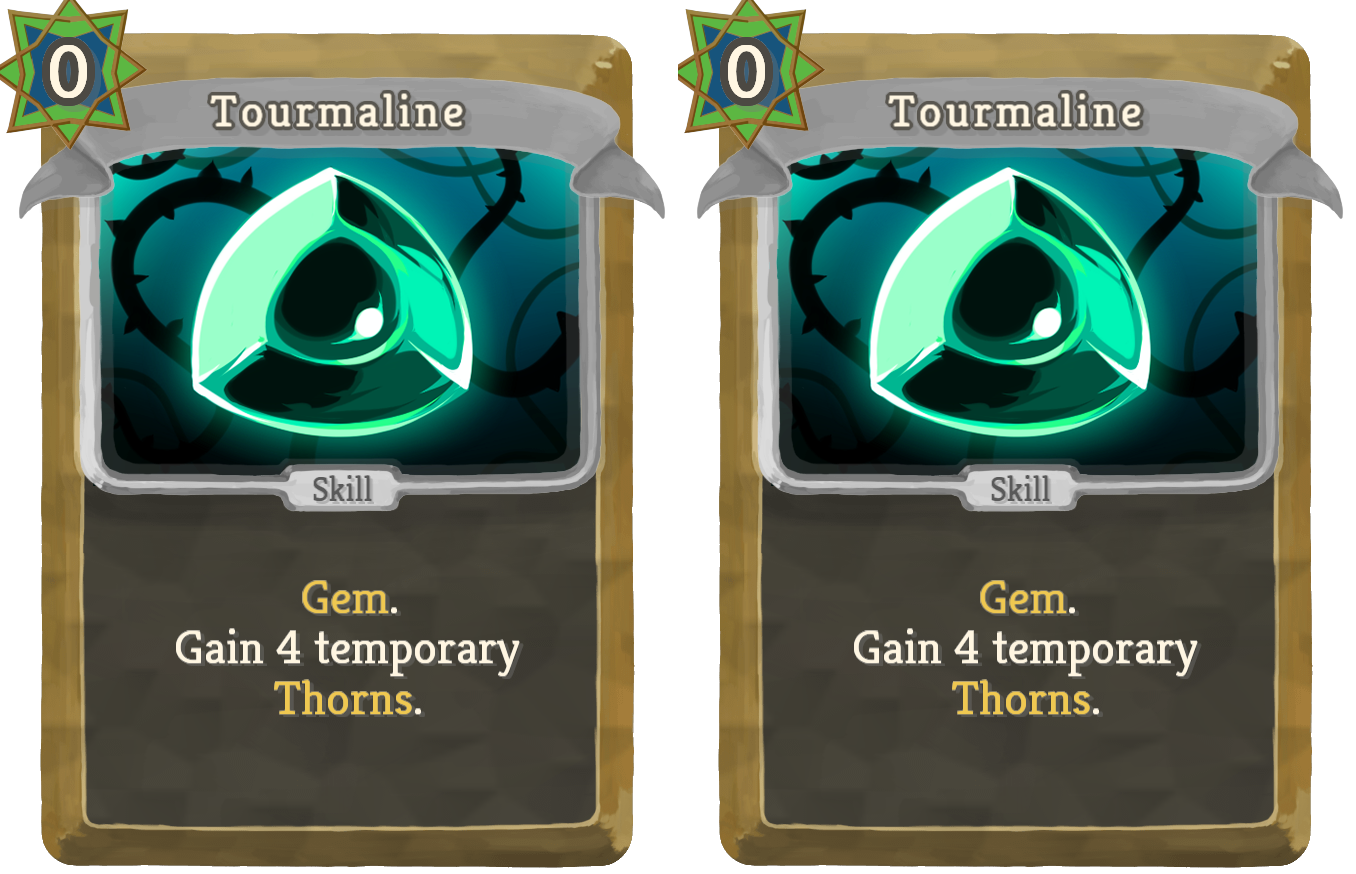 0
Tourmaline
Skill
Gem.
Gain 4 temporary
Thorns.
0
Tourmaline
Skill
Gem.
Gain 4 temporary
Thorns.